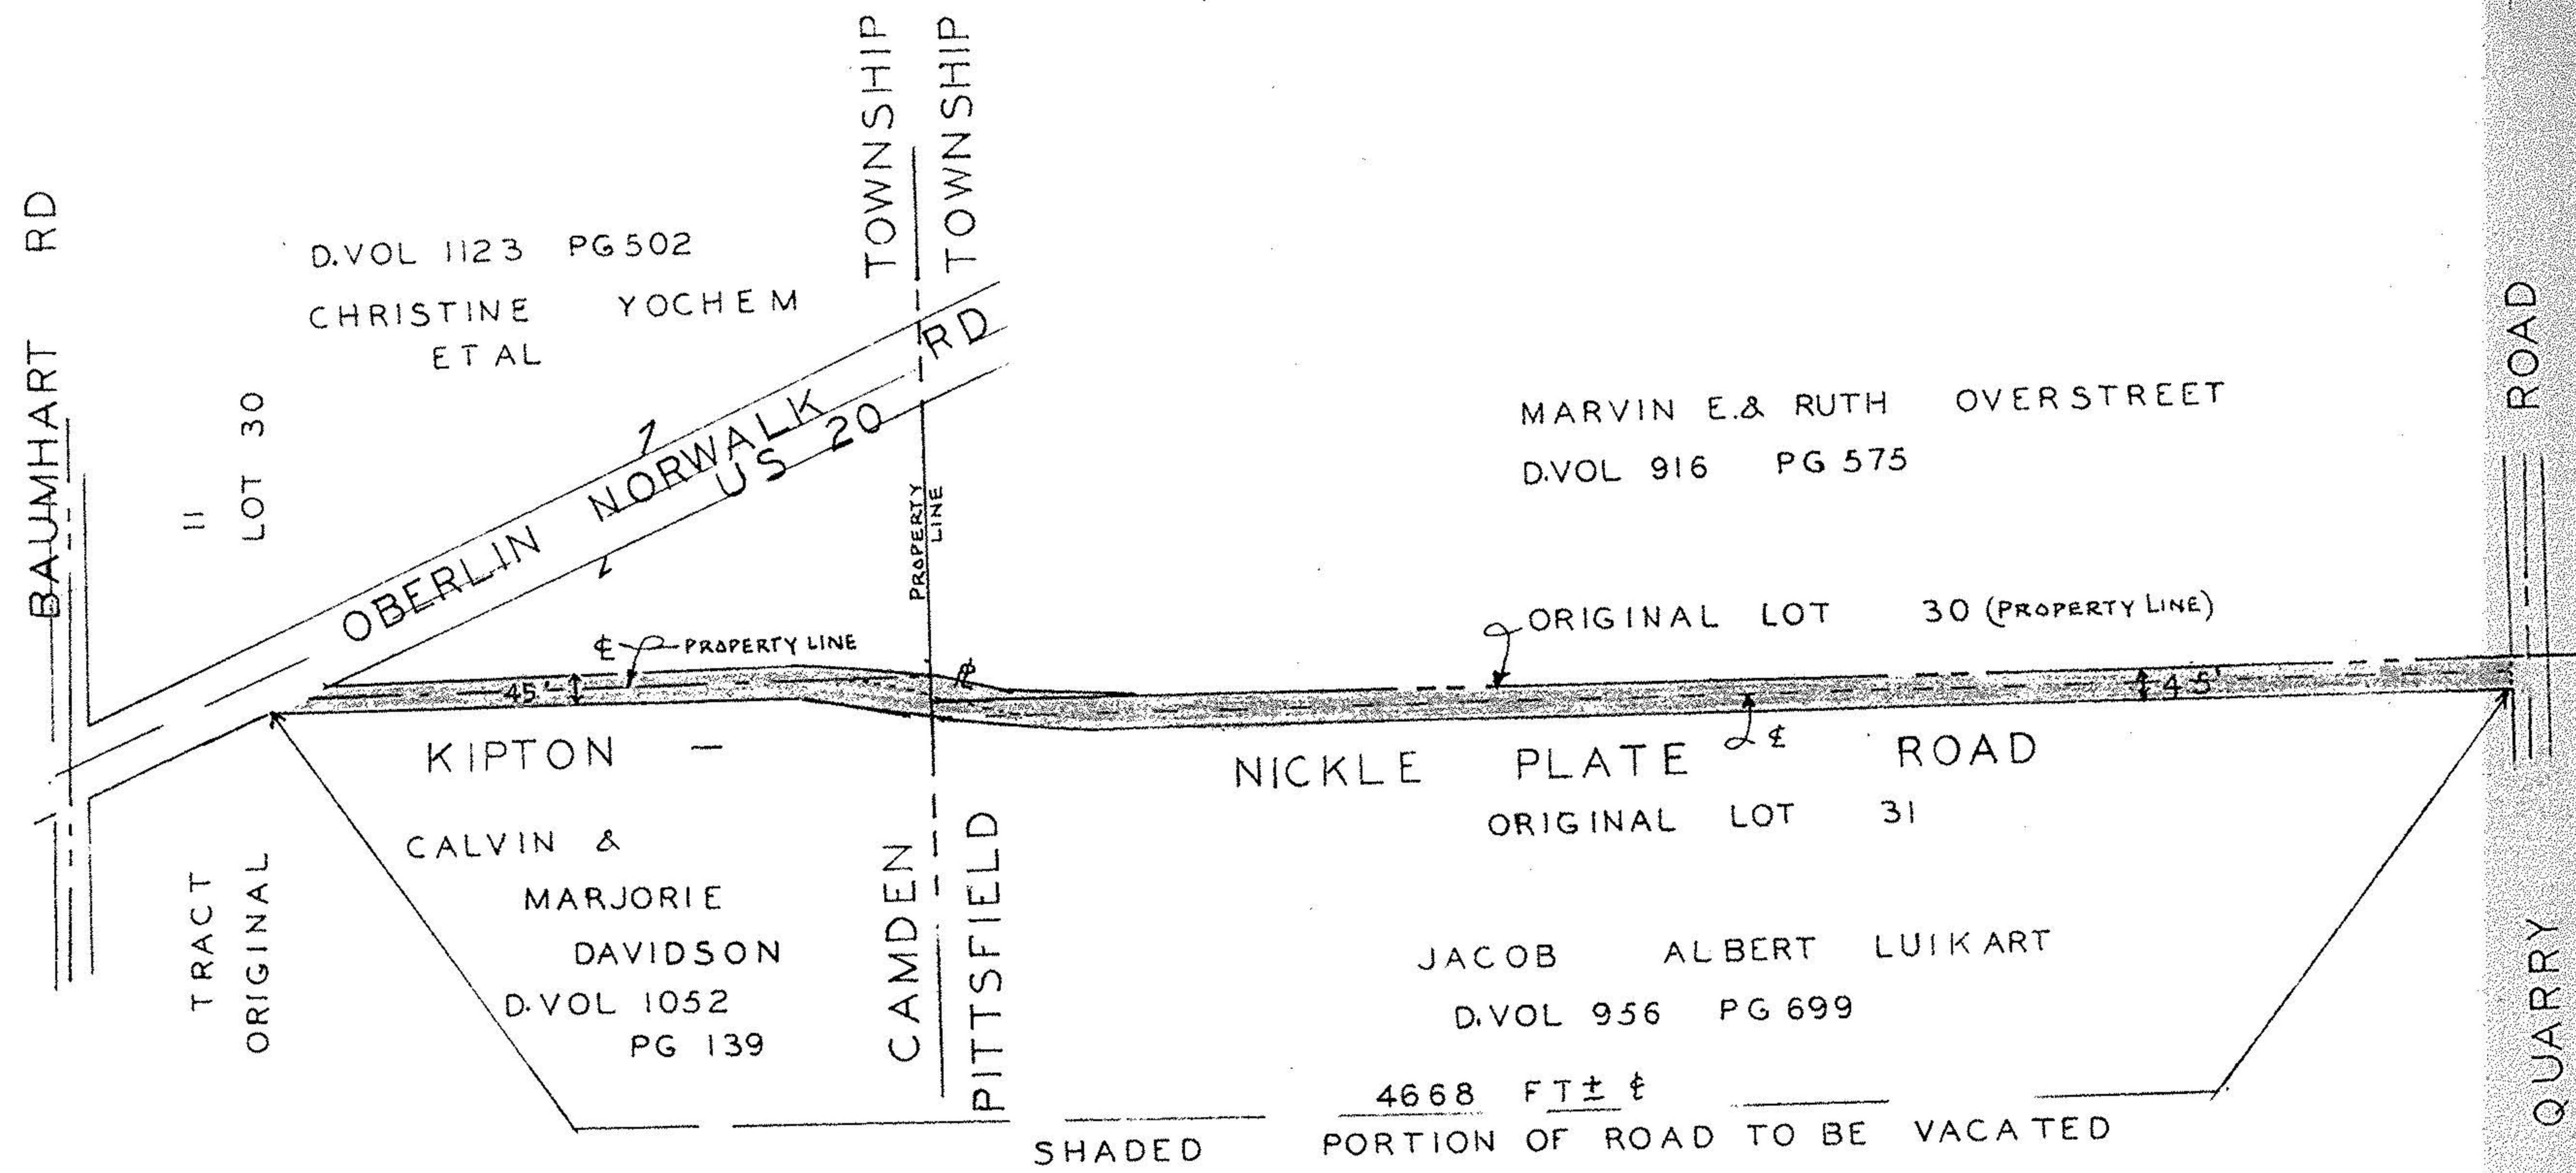 TOWNSHIP
TOWNSHIP
BAUMHART RD
D.VOL 1123 PG 502
CHRISTINE YOCHEM
ET AL
11
LOT 30
OBERLIN NORWALK RD
US 20
PROPERTY
LINE
MARVIN E.& RUTH OVERSTREET
D.VOL 916 PG 575
ROAD
ORIGINAL LOT 30 (PROPERTY LINE)
℄ PROPERTY LINE
℄
45'
45'
KIPTON — NICKLE PLATE ROAD
℄
ORIGINAL LOT 31
TRACT
ORIGINAL
CALVIN &
MARJORIE
DAVIDSON
D.VOL 1052
PG 139
CAMDEN
PITTSFIELD
JACOB ALBERT LUIKART
D.VOL 956 PG 699
QUARRY
4668 FT± ℄
SHADED PORTION OF ROAD TO BE VACATED